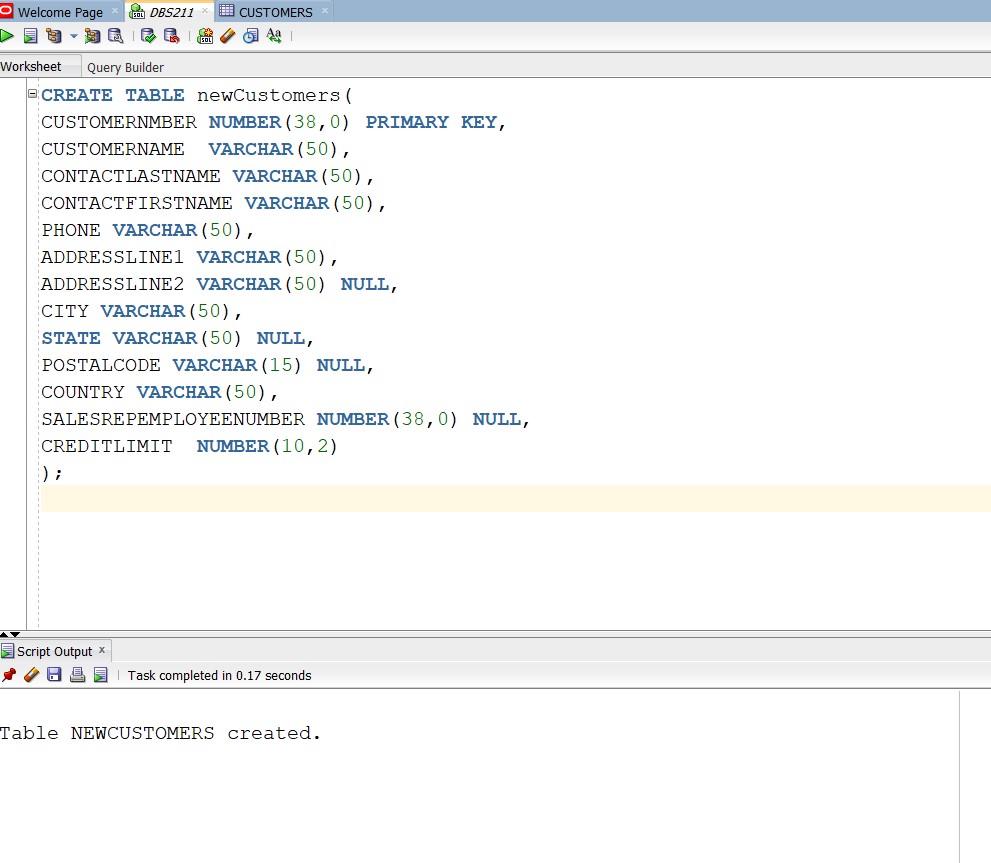 Welcome Page
DBS211
CUSTOMERS
Worksheet
Query Builder
CREATE TABLE newCustomers(
CUSTOMERNMBER NUMBER(38,0) PRIMARY KEY,
CUSTOMERNAME  VARCHAR(50),
CONTACTLASTNAME VARCHAR(50),
CONTACTFIRSTNAME VARCHAR(50),
PHONE VARCHAR(50),
ADDRESSLINE1 VARCHAR(50),
ADDRESSLINE2 VARCHAR(50) NULL,
CITY VARCHAR(50),
STATE VARCHAR(50) NULL,
POSTALCODE VARCHAR(15) NULL,
COUNTRY VARCHAR(50),
SALESREPEMPLOYEENUMBER NUMBER(38,0) NULL,
CREDITLIMIT  NUMBER(10,2)
);
Script Output
Task completed in 0.17 seconds
Table NEWCUSTOMERS created.